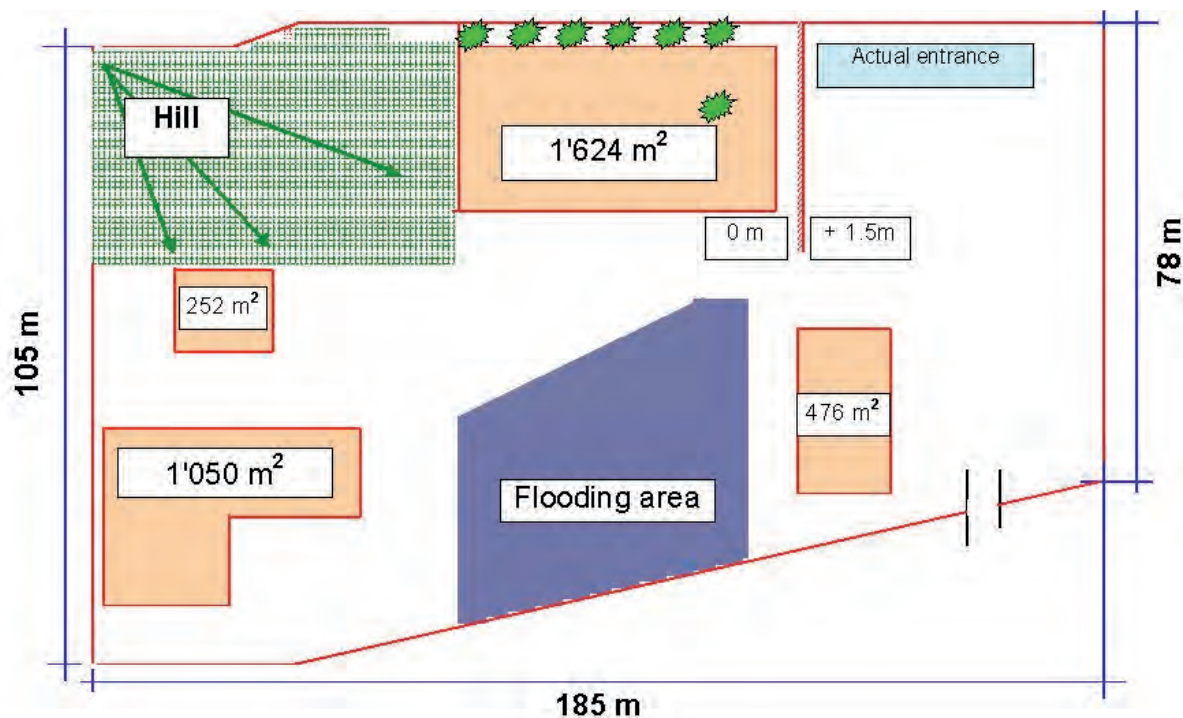 Actual entrance
Hill
1'624 m²
0 m
+ 1.5m
78 m
252 m²
105 m
476 m²
1'050 m²
Flooding area
185 m